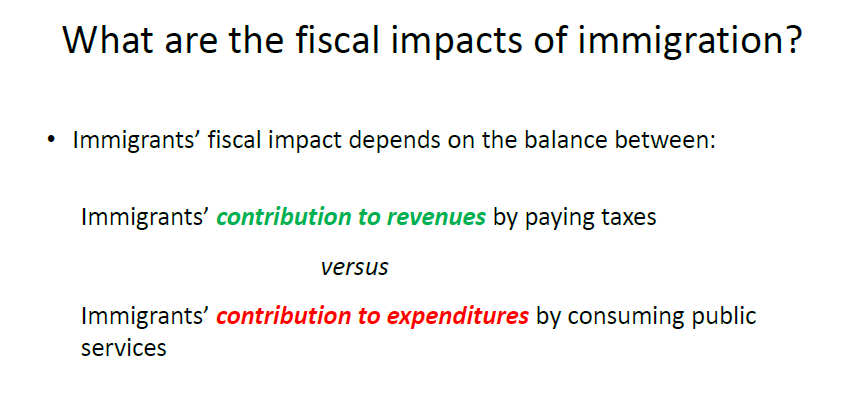 What are the fiscal impacts of immigration?
• Immigrants’ fiscal impact depends on the balance between:
Immigrants’ contribution to revenues by paying taxes
versus
Immigrants’ contribution to expenditures by consuming public
services